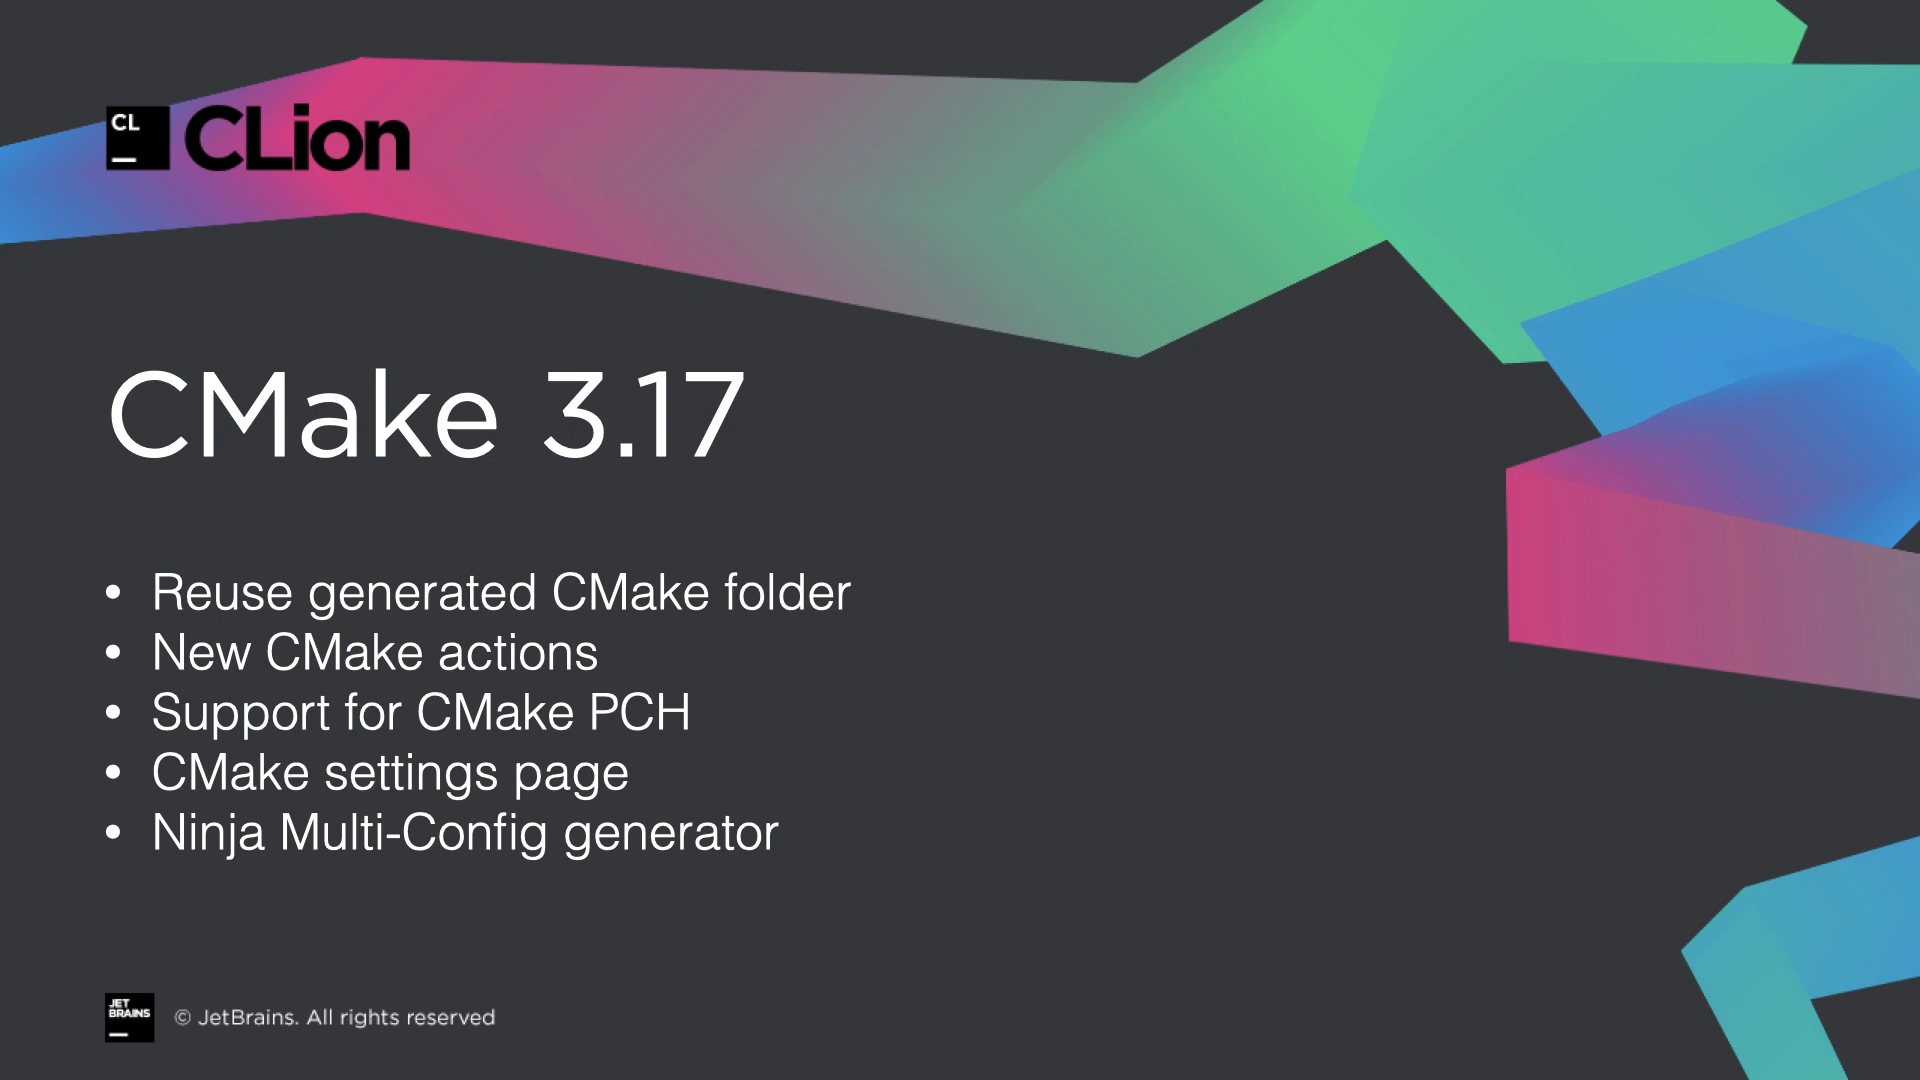 CL
CLion
CMake 3.17
• Reuse generated CMake folder
• New CMake actions
• Support for CMake PCH
• CMake settings page
• Ninja Multi-Config generator
JET
BRAINS
© JetBrains. All rights reserved